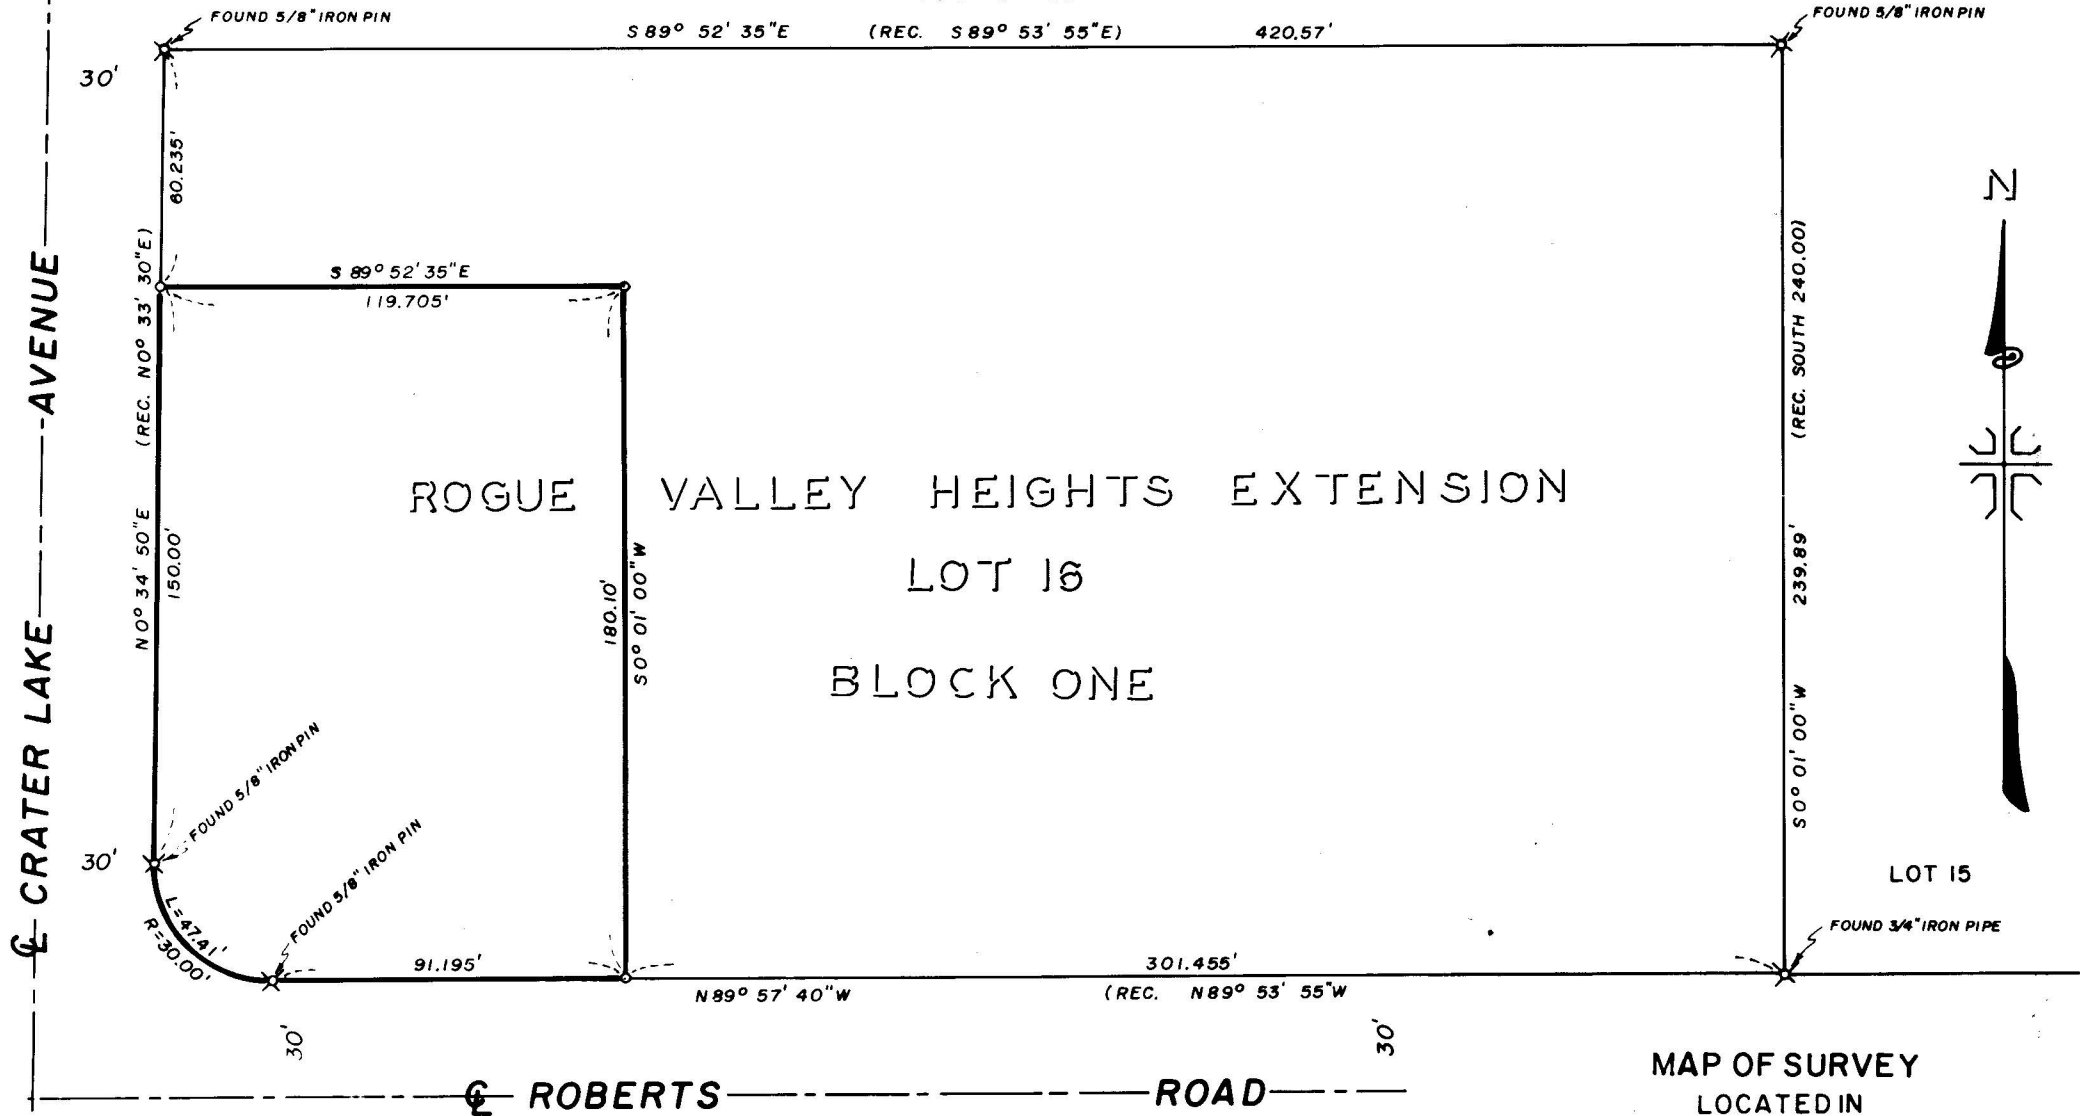 FOUND 5/8" IRON PIN
S 89° 52' 35"E (REC. S 89° 53' 55"E) 420.57'
FOUND 5/8" IRON PIN
30'
60.235'
N
S 89° 52' 35"E
119.705'
N 0° 34' 50"E (REC. N 0° 33' 30"E)
150.00'
(REC. SOUTH 240.00)
239.89'
S 0° 01' 00"W
ROGUE VALLEY HEIGHTS EXTENSION
LOT 16
BLOCK ONE
180.10'
S 0° 01' 00"W
℄ CRATER LAKE AVENUE
FOUND 5/8" IRON PIN
FOUND 5/8" IRON PIN
30'
L=47.41'
R=30.00'
LOT 15
FOUND 3/4" IRON PIPE
91.195'
301.455'
N 89° 57' 40"W (REC. N 89° 53' 55"W
30'
30'
℄ ROBERTS ROAD
MAP OF SURVEY
LOCATED IN